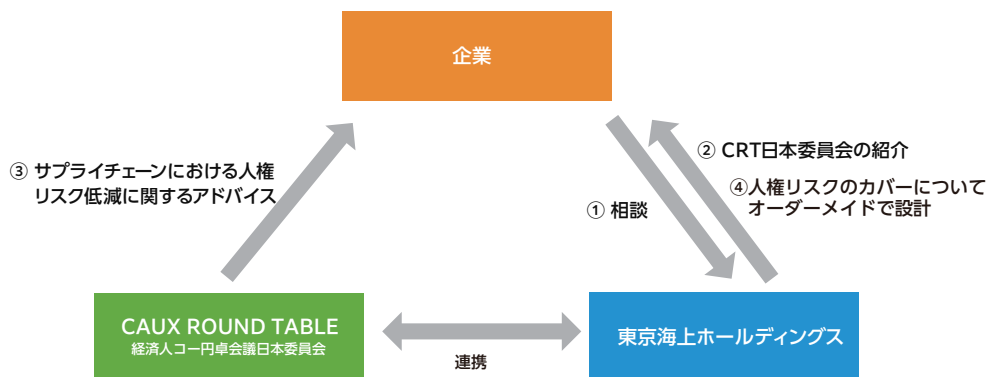 企業
③ サプライチェーンにおける人権
リスク低減に関するアドバイス
② CRT日本委員会の紹介
④人権リスクのカバーについて
オーダーメイドで設計
① 相談
CAUX ROUND TABLE
経済人コー円卓会議日本委員会
連携
東京海上ホールディングス